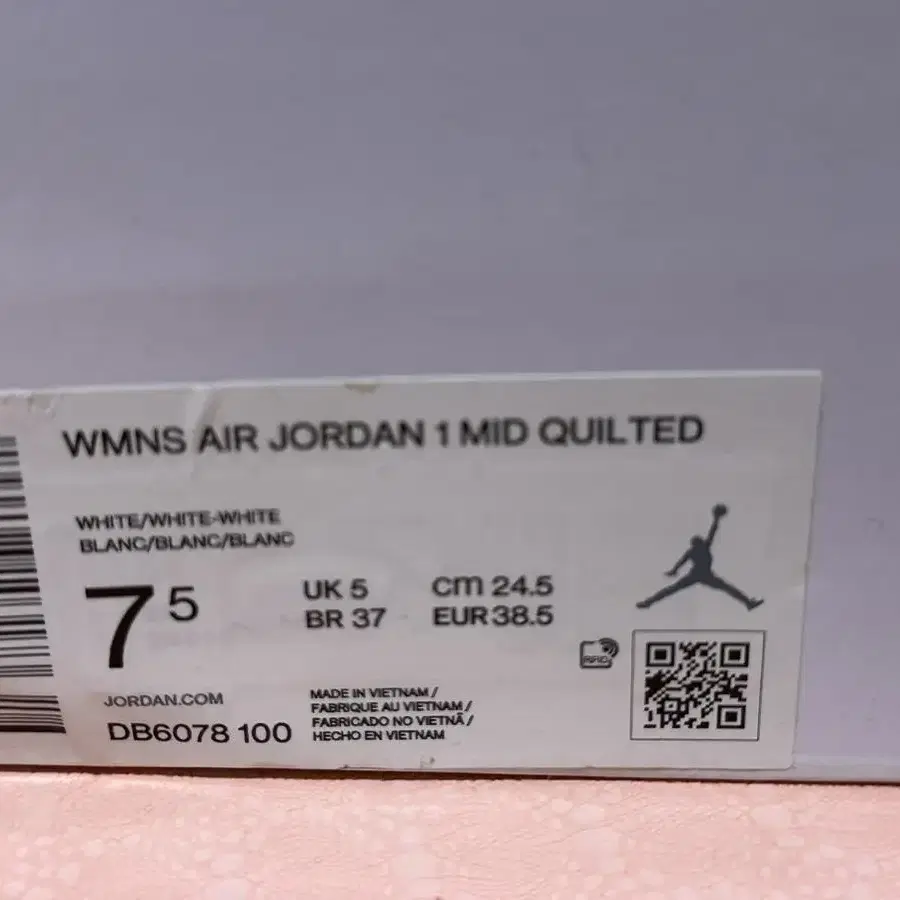 WMNS AIR JORDAN 1 MID QUILTED
WHITE/WHITE-WHITE
BLANC/BLANC/BLANC
7 5
UK 5 CM 24.5
BR 37 EUR 38.5
RFID
JORDAN.COM
DB6078 100
MADE IN VIETNAM /
FABRIQUE AU VIETNAM /
FABRICADO NO VIETNÃ /
HECHO EN VIETNAM